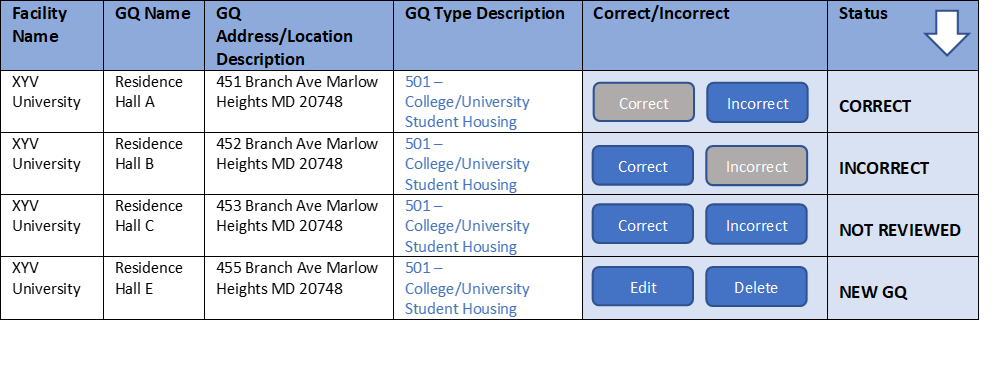 Facility
Name
GQ Name
GQ
Address/Location
Description
GQ Type Description
Correct/Incorrect
Status
XYV
University
Residence
Hall A
451 Branch Ave Marlow
Heights MD 20748
501 –
College/University
Student Housing
Correct
Incorrect
CORRECT
XYV
University
Residence
Hall B
452 Branch Ave Marlow
Heights MD 20748
501 –
College/University
Student Housing
Correct
Incorrect
INCORRECT
XYV
University
Residence
Hall C
453 Branch Ave Marlow
Heights MD 20748
501 –
College/University
Student Housing
Correct
Incorrect
NOT REVIEWED
XYV
University
Residence
Hall E
455 Branch Ave Marlow
Heights MD 20748
501 –
College/University
Student Housing
Edit
Delete
NEW GQ